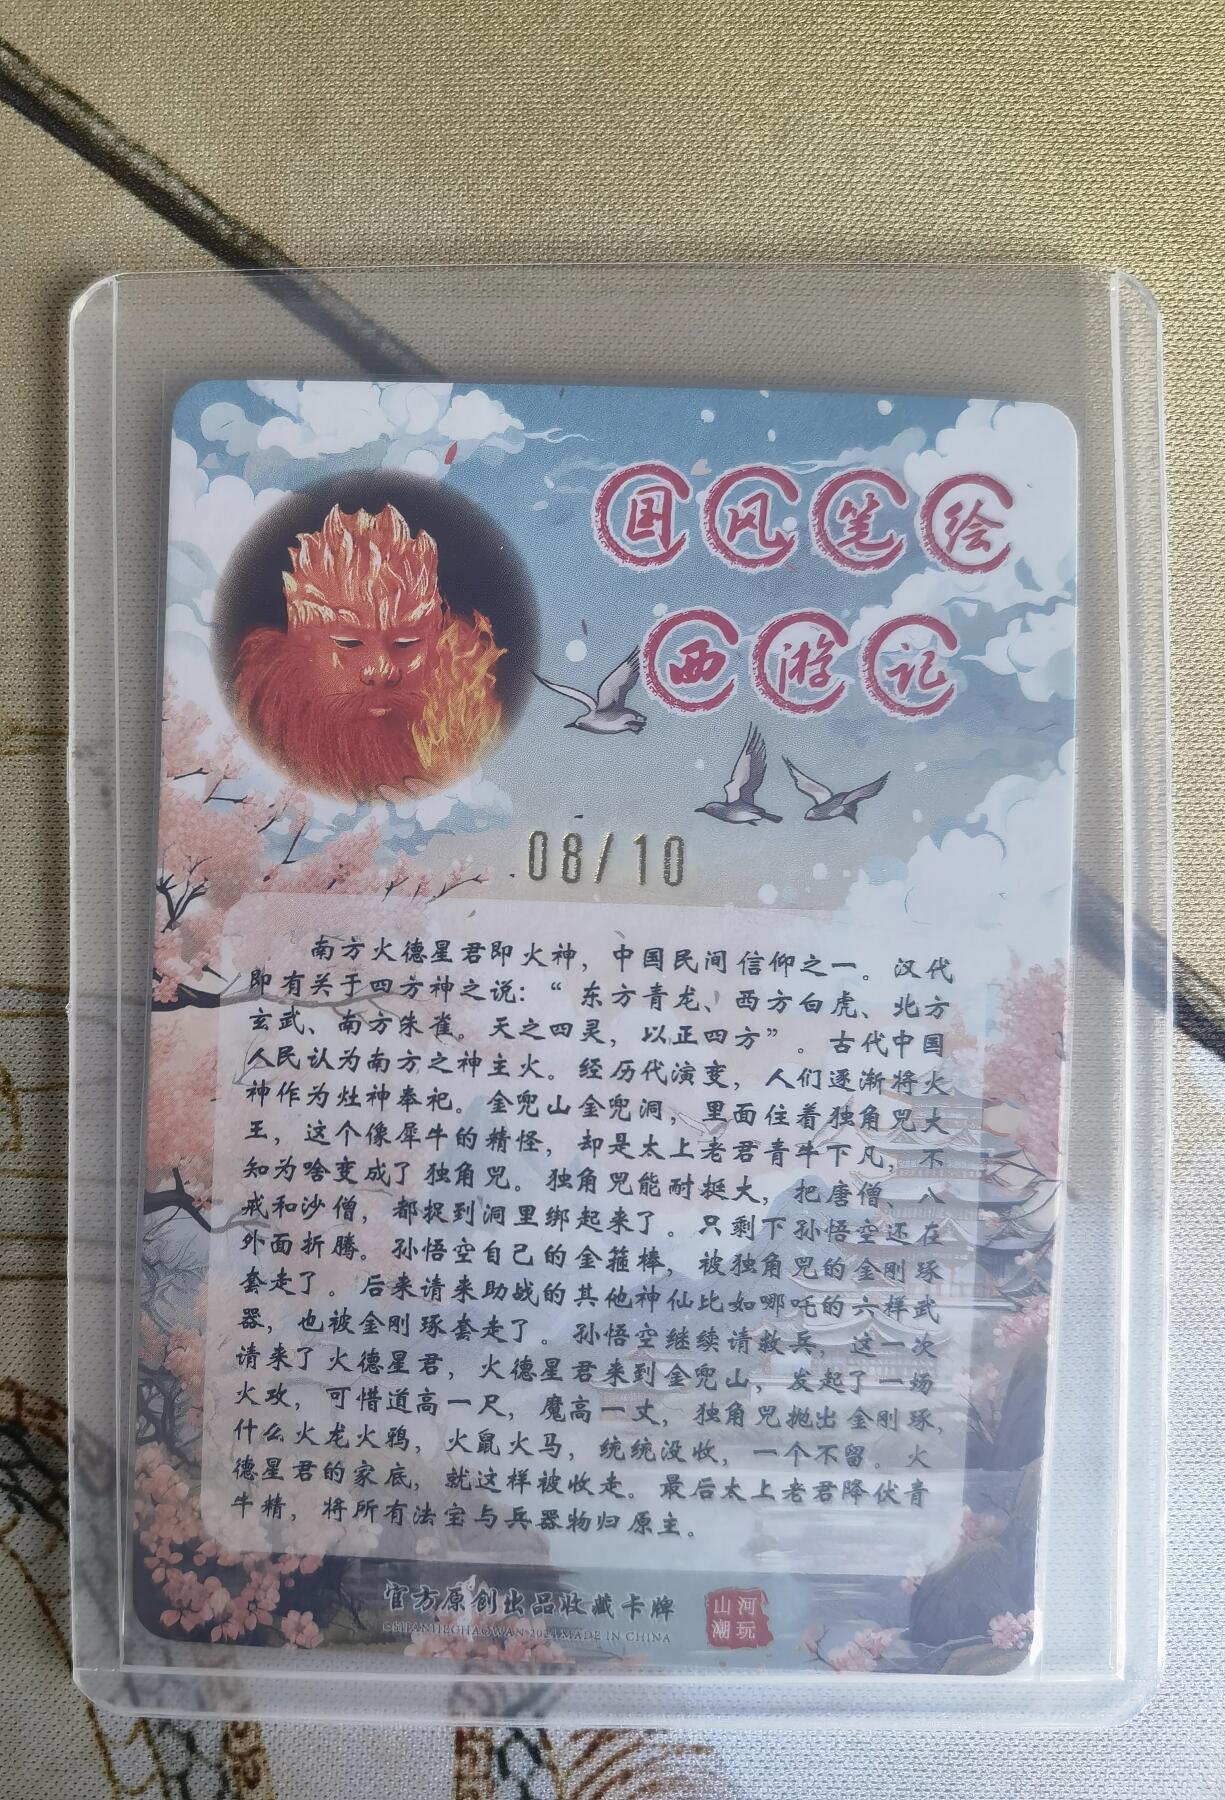 国风笔绘
西游记
08/10
南方火德星君即火神，中国民间信仰之一。汉代
即有关于四方神之说：“东方青龙、西方白虎、北方
玄武、南方朱雀。天之四灵，以正四方”。古代中国
人民认为南方之神主火。经历代演变，人们逐渐将火
神作为灶神奉祀。金兜山金兜洞，里面住着独角兕大
王，这个像犀牛的精怪，却是太上老君青牛下凡，不
知为啥变成了独角兕。独角兕能耐挺大，把唐僧、八
戒和沙僧，都捉到洞里绑起来了。只剩下孙悟空还在
外面折腾。孙悟空自己的金箍棒，被独角兕的金刚琢
套走了。后来请来助战的其他神仙比如哪吒的六样武
器，也被金刚琢套走了。孙悟空继续请救兵，这一次
请来了火德星君，火德星君来到金兜山，发起了一场
火攻，可惜道高一尺，魔高一丈，独角兕抛出金刚琢，
什么火龙火鸦，火鼠火马，统统没收，一个不留。火
德星君的家底，就这样被收走。最后太上老君降伏青
牛精，将所有法宝与兵器物归原主。
官方原创出品收藏卡牌
2024 MADE IN CHINA
山河
潮玩